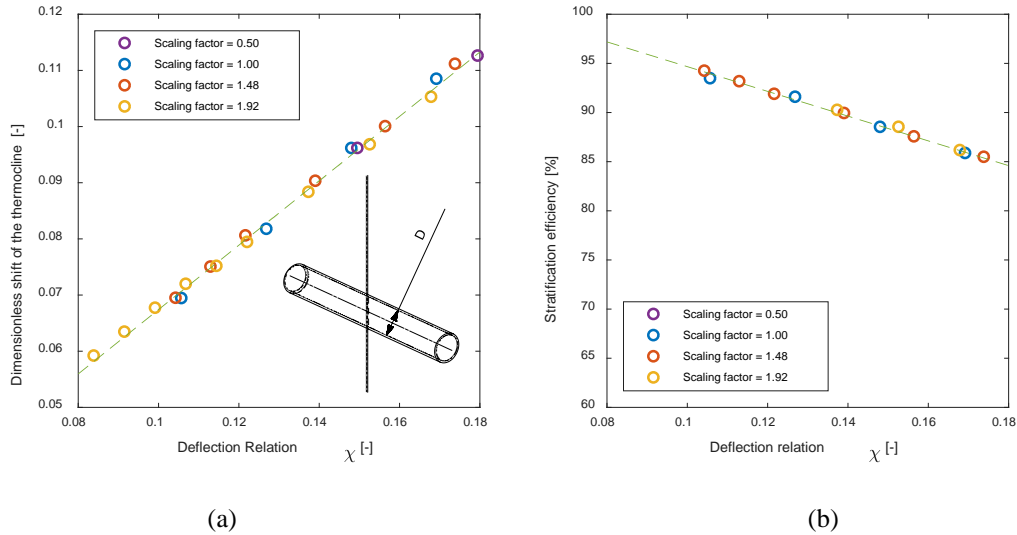 0.12
0.11
0.1
0.09
0.08
0.07
0.06
0.05
Dimensionless shift of the thermocline [-]
Scaling factor = 0.50
Scaling factor = 1.00
Scaling factor = 1.48
Scaling factor = 1.92
D
0.08 0.1 0.12 0.14 0.16 0.18
Deflection Relation χ [-]
(a)
100
95
90
85
80
75
70
65
60
Stratification efficiency [%]
Scaling factor = 0.50
Scaling factor = 1.00
Scaling factor = 1.48
Scaling factor = 1.92
0.08 0.1 0.12 0.14 0.16 0.18
Deflection relation χ [-]
(b)